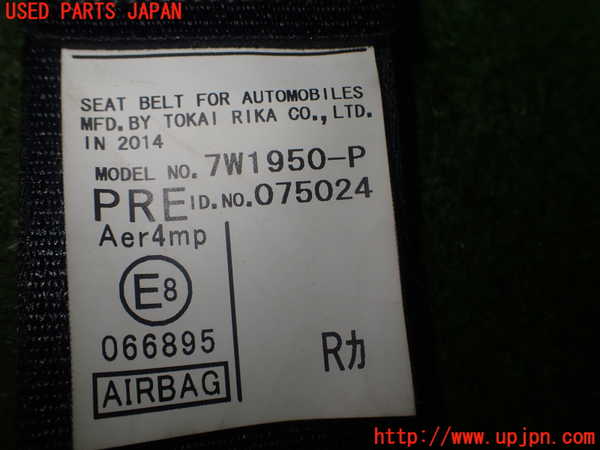 USED PARTS JAPAN
SEAT BELT FOR AUTOMOBILES
MFD.BY TOKAI RIKA CO.,LTD.
IN 2014
MODEL NO. 7W1950-P
PRE ID.NO.075024
Aer4mp
E8
066895
Rカ
AIRBAG
http://www.upjpn.com